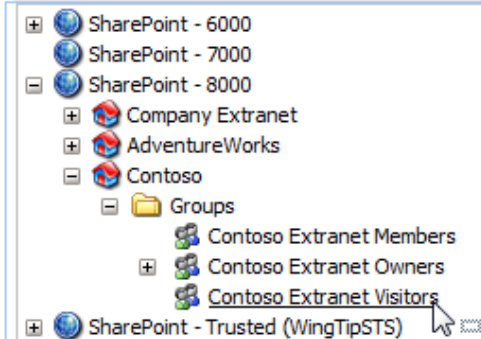 SharePoint - 6000
SharePoint - 7000
SharePoint - 8000
Company Extranet
AdventureWorks
Contoso
Groups
Contoso Extranet Members
Contoso Extranet Owners
Contoso Extranet Visitors
SharePoint - Trusted (WingTipSTS)